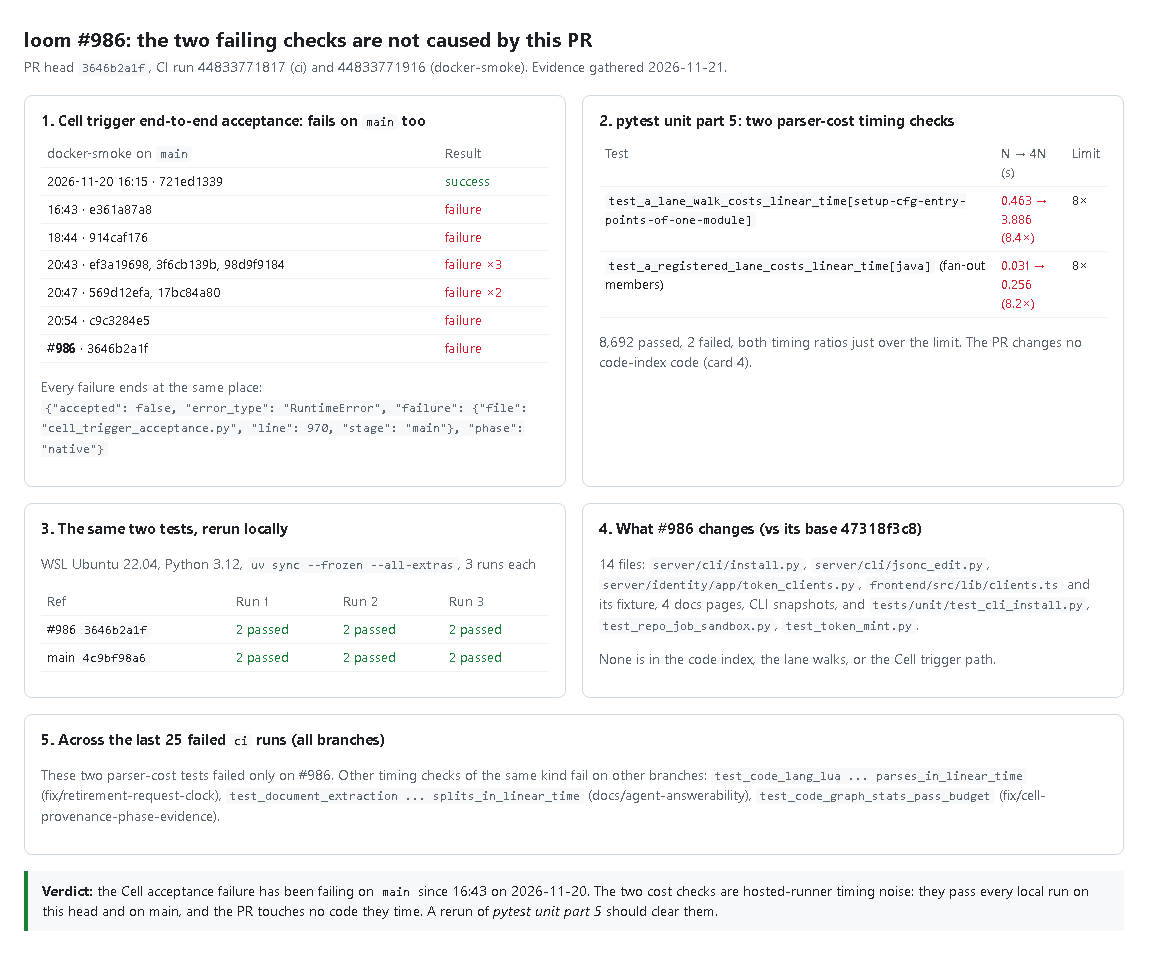 loom #986: the two failing checks are not caused by this PR
PR head 3646b2a1f, CI run 44833771817 (ci) and 44833771916 (docker-smoke). Evidence gathered 2026-11-21.
1. Cell trigger end-to-end acceptance: fails on main too
docker-smoke on main Result
2026-11-20 16:15 · 721ed1339 success
16:43 · e361a87a8 failure
18:44 · 914caf176 failure
20:43 · ef3a19698, 3f6cb139b, 98d9f9184 failure ×3
20:47 · 569d12efa, 17bc84a80 failure ×2
20:54 · c9c3284e5 failure
#986 · 3646b2a1f failure
Every failure ends at the same place:
{"accepted": false, "error_type": "RuntimeError", "failure": {"file":
"cell_trigger_acceptance.py", "line": 970, "stage": "main"}, "phase":
"native"}
2. pytest unit part 5: two parser-cost timing checks
Test N → 4N Limit
(s)
test_a_lane_walk_costs_linear_time[setup-cfg-entry- 0.463 → 8×
points-of-one-module] 3.886
(8.4×)
test_a_registered_lane_costs_linear_time[java] (fan-out 0.031 → 8×
members) 0.256
(8.2×)
8,692 passed, 2 failed, both timing ratios just over the limit. The PR changes no
code-index code (card 4).
3. The same two tests, rerun locally
WSL Ubuntu 22.04, Python 3.12, uv sync --frozen --all-extras, 3 runs each
Ref Run 1 Run 2 Run 3
#986 3646b2a1f 2 passed 2 passed 2 passed
main 4c9bf98a6 2 passed 2 passed 2 passed
4. What #986 changes (vs its base 47318f3c8)
14 files: server/cli/install.py, server/cli/jsonc_edit.py,
server/identity/app/token_clients.py, frontend/src/lib/clients.ts and
its fixture, 4 docs pages, CLI snapshots, and tests/unit/test_cli_install.py,
test_repo_job_sandbox.py, test_token_mint.py.
None is in the code index, the lane walks, or the Cell trigger path.
5. Across the last 25 failed ci runs (all branches)
These two parser-cost tests failed only on #986. Other timing checks of the same kind fail on other branches: test_code_lang_lua ... parses_in_linear_time
(fix/retirement-request-clock), test_document_extraction ... splits_in_linear_time (docs/agent-answerability), test_code_graph_stats_pass_budget (fix/cell-
provenance-phase-evidence).
Verdict: the Cell acceptance failure has been failing on main since 16:43 on 2026-11-20. The two cost checks are hosted-runner timing noise: they pass every local run on
this head and on main, and the PR touches no code they time. A rerun of pytest unit part 5 should clear them.